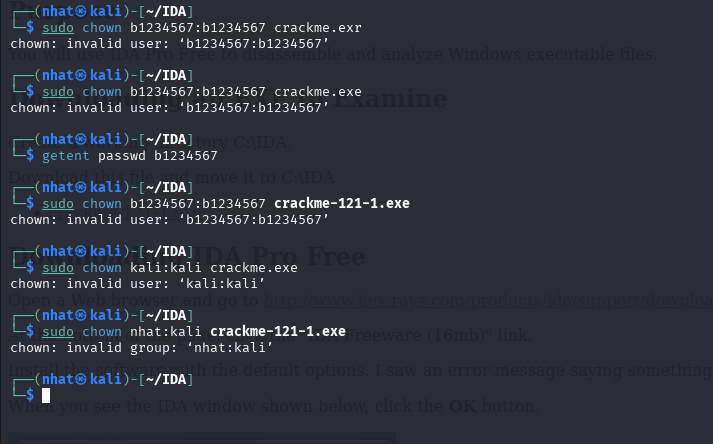 ┌──(nhat㉿kali)-[~/IDA]
└─$ sudo chown b1234567:b1234567 crackme.exr
chown: invalid user: ‘b1234567:b1234567’
You will use IDA Pro Free to disassemble and analyze Windows executable files.
┌──(nhat㉿kali)-[~/IDA]
└─$ sudo chown b1234567:b1234567 crackme.exe
Examine
chown: invalid user: ‘b1234567:b1234567’
┌──(nhat㉿kali)-[~/IDA]
tory C:\IDA.
└─$ getent passwd b1234567
Download this file and move it to C:\IDA
┌──(nhat㉿kali)-[~/IDA]
└─$ sudo chown b1234567:b1234567 crackme-121-1.exe
chown: invalid user: ‘b1234567:b1234567’
┌──(nhat㉿kali)-[~/IDA]
IDA Pro Free
└─$ sudo chown kali:kali crackme.exe
chown: invalid user: ‘kali:kali’
Open a Web browser and go to http://www.hex-rays.com/products/ida/support/downloa
┌──(nhat㉿kali)-[~/IDA]
└─$ sudo chown nhat:kali crackme-121-1.exe
Freeware (16mb)" link.
chown: invalid group: ‘nhat:kali’
Install the software with the default options. I saw an error message saying something
┌──(nhat㉿kali)-[~/IDA]
└─$
When you see the IDA window shown below, click the OK button.